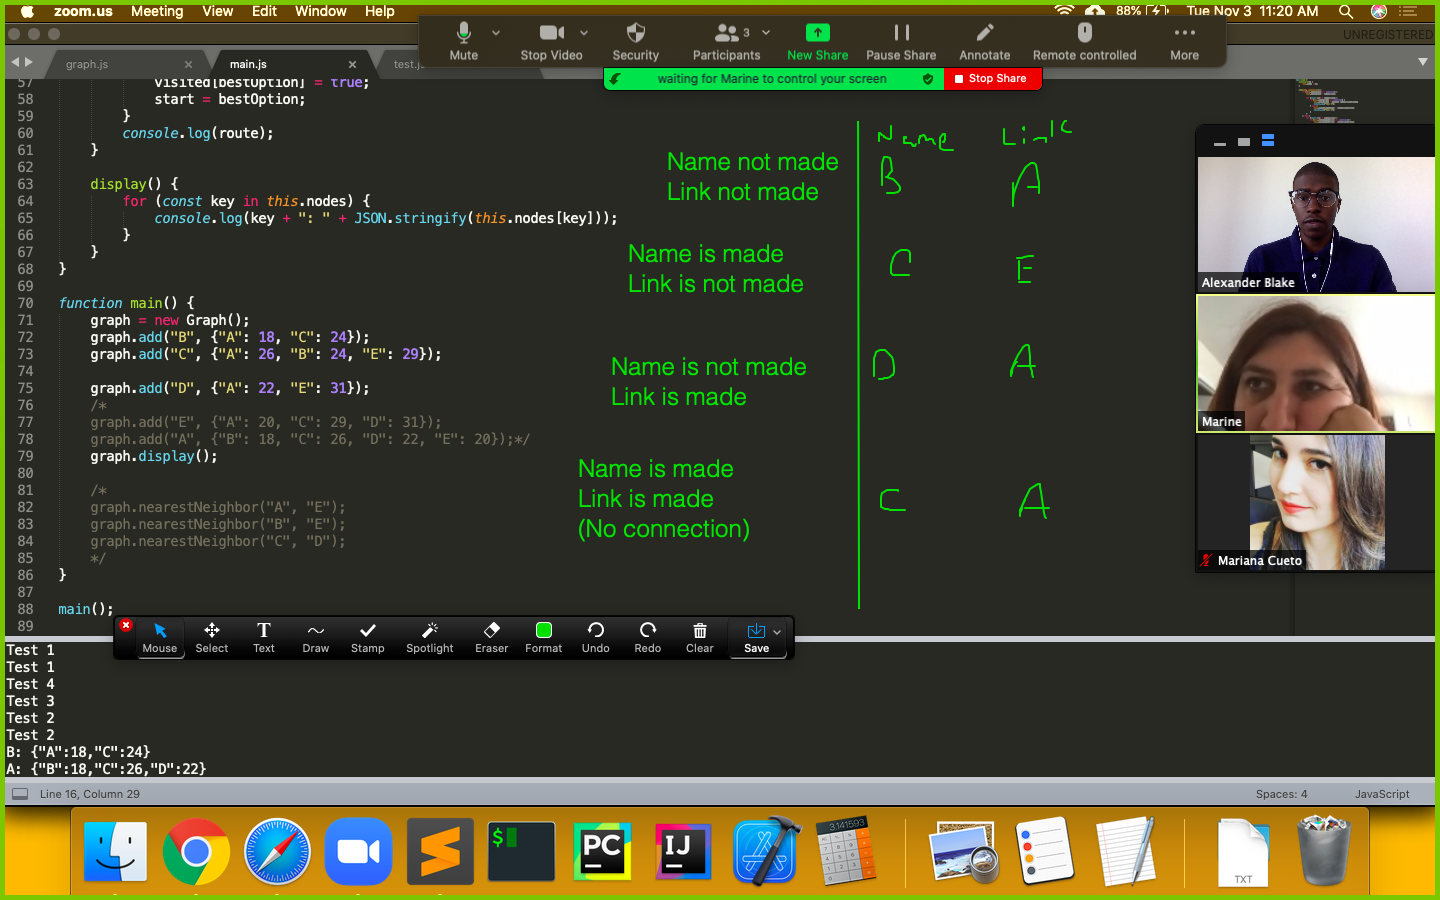 zoom.us Meeting View Edit Window Help
88% Tue Nov 3 11:20 AM
UNREGISTERED
Mute Stop Video Security Participants 3 New Share Pause Share Annotate Remote controlled More
waiting for Marine to control your screen Stop Share
graph.js main.js
57 visited[bestOption] = true;
58 start = bestOption;
59 }
60 console.log(route);
61 }
62
63 display() {
64 for (const key in this.nodes) {
65 console.log(key + ": " + JSON.stringify(this.nodes[key]));
66 }
67 }
68 }
69
70 function main() {
71 graph = new Graph();
72 graph.add("B", {"A": 18, "C": 24});
73 graph.add("C", {"A": 26, "B": 24, "E": 29});
74
75 graph.add("D", {"A": 22, "E": 31});
76 /*
77 graph.add("E", {"A": 20, "C": 29, "D": 31});
78 graph.add("A", {"B": 18, "C": 26, "D": 22, "E": 20});*/
79 graph.display();
80
81 /*
82 graph.nearestNeighbor("A", "E");
83 graph.nearestNeighbor("B", "E");
84 graph.nearestNeighbor("C", "D");
85 */
86 }
87
88 main();
89
Name Link
Name not made
Link not made
B A
Name is made
Link is not made
C E
Name is not made
Link is made
D A
Name is made
Link is made
(No connection)
C A
Alexander Blake
Marine
Mariana Cueto
Mouse Select Text Draw Stamp Spotlight Eraser Format Undo Redo Clear Save
Test 1
Test 1
Test 4
Test 3
Test 2
Test 2
B: {"A":18,"C":24}
A: {"B":18,"C":26,"D":22}
Line 16, Column 29
Spaces: 4 JavaScript
$
PC
IJ
3.141593
TXT